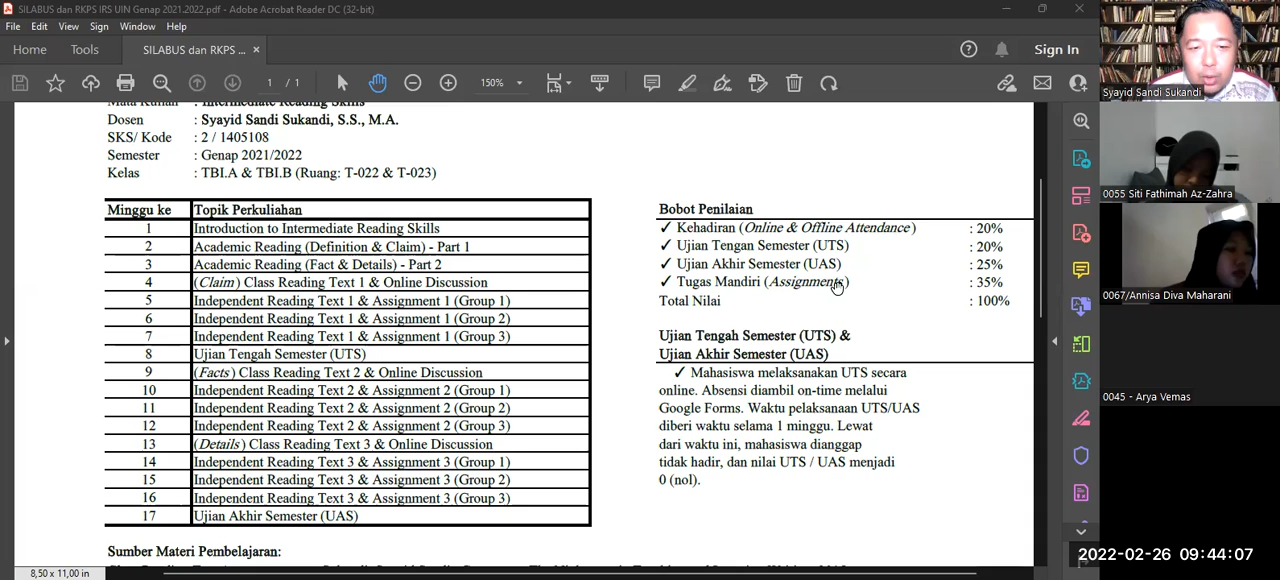 SILABUS dan RKPS IRS UIN Genap 2021.2022.pdf - Adobe Acrobat Reader DC (32-bit)
File Edit View Sign Window Help
Home Tools SILABUS dan RKPS ... × Sign In
1 / 1 150%
Mata Kuliah : Intermediate Reading Skills
Dosen : Syayid Sandi Sukandi, S.S., M.A.
SKS/ Kode : 2 / 1405108
Semester : Genap 2021/2022
Kelas : TBI.A & TBI.B (Ruang: T-022 & T-023)
Minggu ke Topik Perkuliahan
1 Introduction to Intermediate Reading Skills
2 Academic Reading (Definition & Claim) - Part 1
3 Academic Reading (Fact & Details) - Part 2
4 (Claim) Class Reading Text 1 & Online Discussion
5 Independent Reading Text 1 & Assignment 1 (Group 1)
6 Independent Reading Text 1 & Assignment 1 (Group 2)
7 Independent Reading Text 1 & Assignment 1 (Group 3)
8 Ujian Tengah Semester (UTS)
9 (Facts) Class Reading Text 2 & Online Discussion
10 Independent Reading Text 2 & Assignment 2 (Group 1)
11 Independent Reading Text 2 & Assignment 2 (Group 2)
12 Independent Reading Text 2 & Assignment 2 (Group 3)
13 (Details) Class Reading Text 3 & Online Discussion
14 Independent Reading Text 3 & Assignment 3 (Group 1)
15 Independent Reading Text 3 & Assignment 3 (Group 2)
16 Independent Reading Text 3 & Assignment 3 (Group 3)
17 Ujian Akhir Semester (UAS)
Sumber Materi Pembelajaran:
Bobot Penilaian
✓ Kehadiran (Online & Offline Attendance) : 20%
✓ Ujian Tengan Semester (UTS) : 20%
✓ Ujian Akhir Semester (UAS) : 25%
✓ Tugas Mandiri (Assignments) : 35%
Total Nilai : 100%
Ujian Tengah Semester (UTS) &
Ujian Akhir Semester (UAS)
✓ Mahasiswa melaksanakan UTS secara
online. Absensi diambil on-time melalui
Google Forms. Waktu pelaksanaan UTS/UAS
diberi waktu selama 1 minggu. Lewat
dari waktu ini, mahasiswa dianggap
tidak hadir, dan nilai UTS / UAS menjadi
0 (nol).
8,50 x 11,00 in
Syayid Sandi Sukandi
0055 Siti Fathimah Az-Zahra
0067/Annisa Diva Maharani
0045 - Arya Vemas
2022-02-26 09:44:07